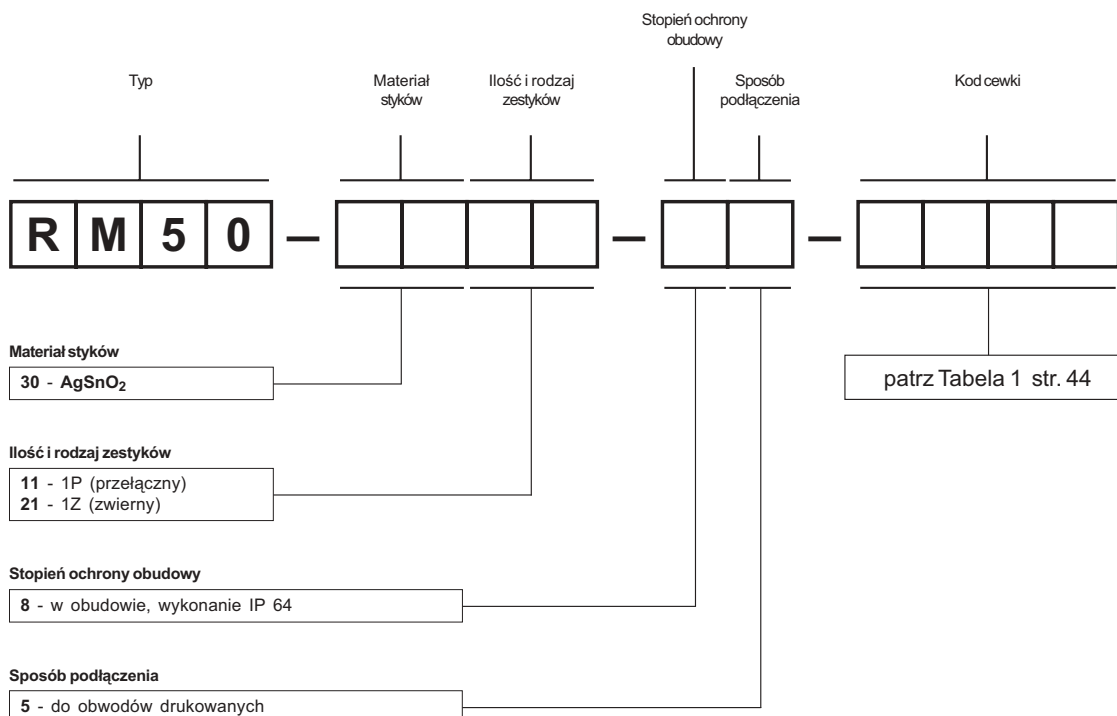 Stopień ochrony
obudowy
Typ
Materiał
styków
Ilość i rodzaj
zestyków
Sposób
podłączenia
Kod cewki
RM50 – –  –
Materiał styków
30 - AgSnO2
patrz Tabela 1 str. 44
Ilość i rodzaj zestyków
11 - 1P (przełączny)
21 - 1Z (zwierny)
Stopień ochrony obudowy
8 - w obudowie, wykonanie IP 64
Sposób podłączenia
5 - do obwodów drukowanych